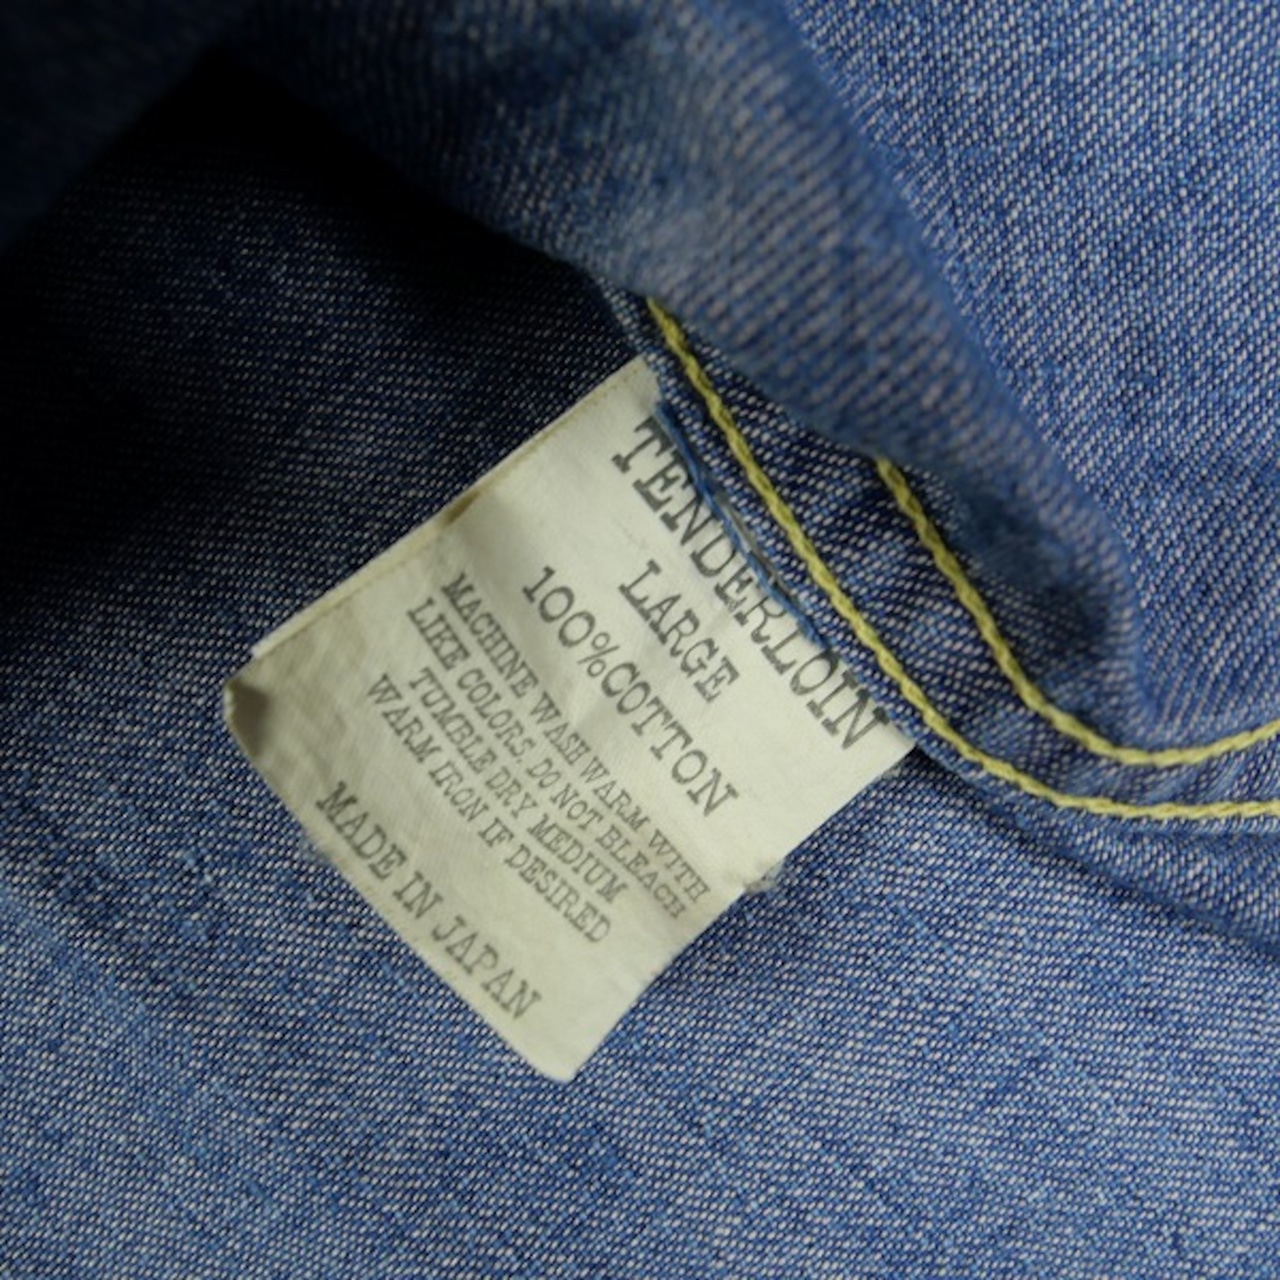 TENDERLOIN
LARGE
100%COTTON
MACHINE WASH WARM WITH
LIKE COLORS. DO NOT BLEACH
TUMBLE DRY MEDIUM
WARM IRON IF DESIRED
MADE IN JAPAN